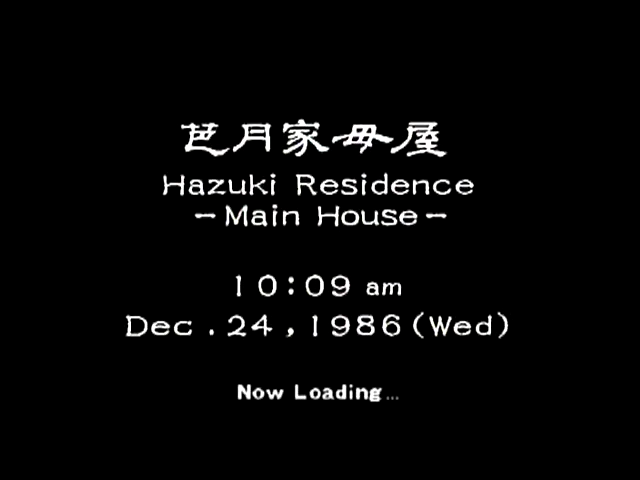 芭月家母屋
Hazuki Residence
-Main House-
10:09 am
Dec .24 ,1986(Wed)
Now Loading...